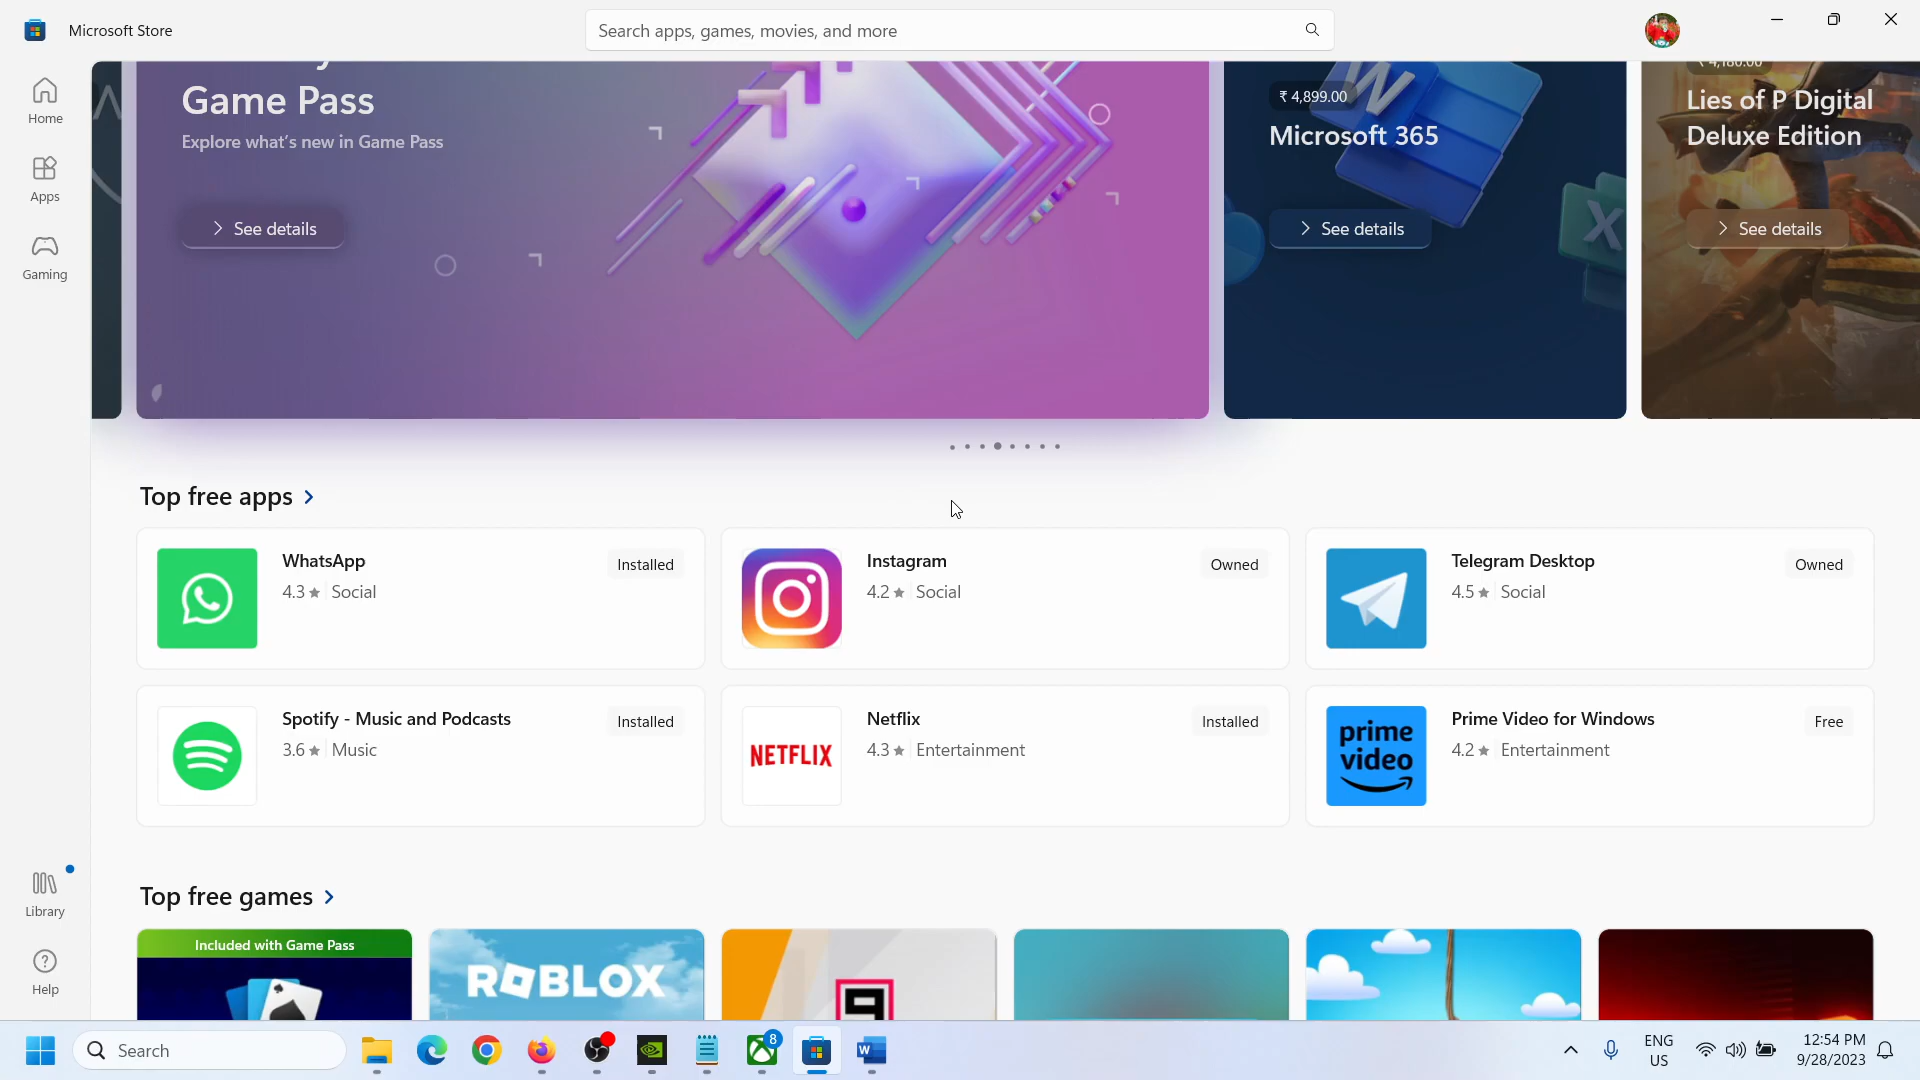 Microsoft Store
Search apps, games, movies, and more
Home
Apps
Gaming
Library
Help
Game Pass
Explore what's new in Game Pass
See details
₹ 4,899.00
Microsoft 365
See details
Lies of P Digital
Deluxe Edition
See details
Top free apps
WhatsApp
4.3 ★ Social
Installed
Instagram
4.2 ★ Social
Owned
Telegram Desktop
4.5 ★ Social
Owned
Spotify - Music and Podcasts
3.6 ★ Music
Installed
NETFLIX
Netflix
4.3 ★ Entertainment
Installed
prime
video
Prime Video for Windows
4.2 ★ Entertainment
Free
Top free games
Included with Game Pass
ROBLOX
9
Search
8
ENG
US
12:54 PM
9/28/2023